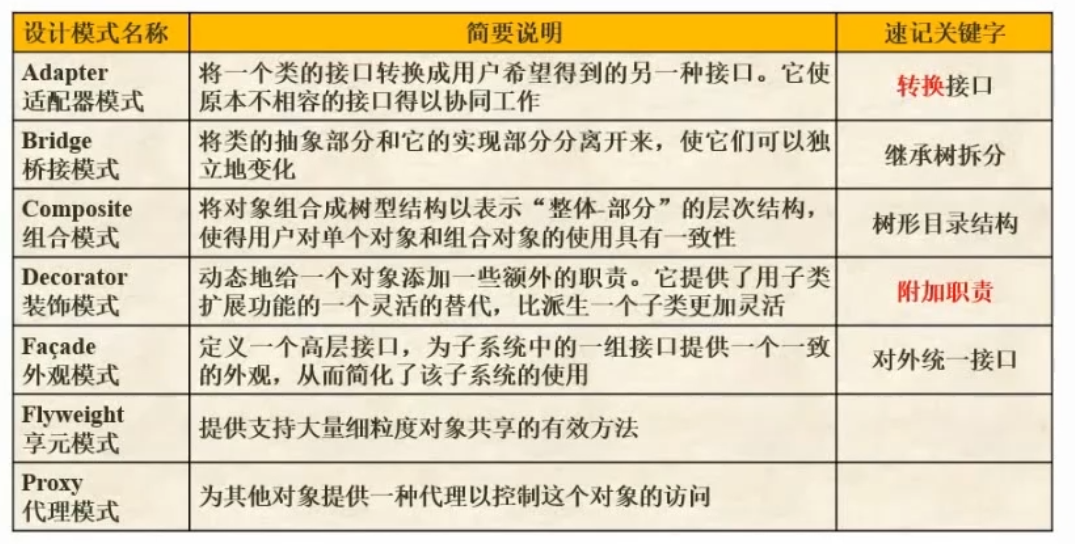 设计模式名称 简要说明 速记关键字
Adapter
适配器模式
将一个类的接口转换成用户希望得到的另一种接口。它使
原本不相容的接口得以协同工作
转换接口
Bridge
桥接模式
将类的抽象部分和它的实现部分分离开来，使它们可以独
立地变化
继承树拆分
Composite
组合模式
将对象组合成树型结构以表示“整体-部分”的层次结构，
使得用户对单个对象和组合对象的使用具有一致性
树形目录结构
Decorator
装饰模式
动态地给一个对象添加一些额外的职责。它提供了用子类
扩展功能的一个灵活的替代，比派生一个子类更加灵活
附加职责
Façade
外观模式
定义一个高层接口，为子系统中的一组接口提供一个一致
的外观，从而简化了该子系统的使用
对外统一接口
Flyweight
享元模式
提供支持大量细粒度对象共享的有效方法
Proxy
代理模式
为其他对象提供一种代理以控制这个对象的访问